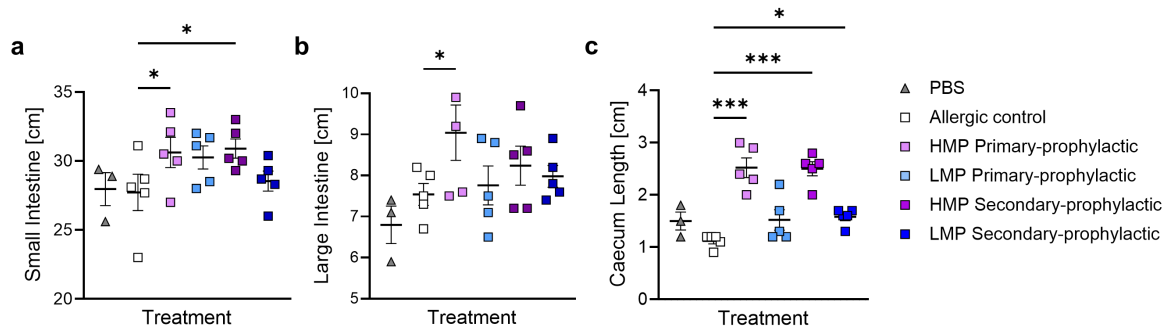 a
*
*
35
30
25
20
Small Intestine [cm]
Treatment
b
*
10
9
8
7
6
5
Large Intestine [cm]
Treatment
c
*
***
***
4
3
2
1
0
Caecum Length [cm]
Treatment
PBS
Allergic control
HMP Primary-prophylactic
LMP Primary-prophylactic
HMP Secondary-prophylactic
LMP Secondary-prophylactic